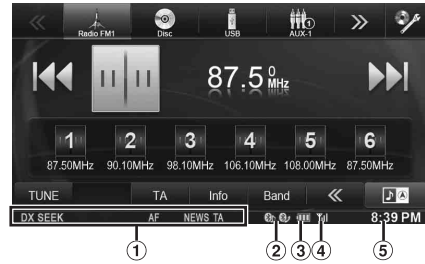 Radio FM1 Disc USB AUX-1
87.50 MHz
1 2 3 4 5 6
87.50MHz 90.10MHz 98.10MHz 106.10MHz 108.00MHz 87.50MHz
TUNE TA Info Band
DX SEEK AF NEWS TA 8:39 PM
1 2 3 4 5